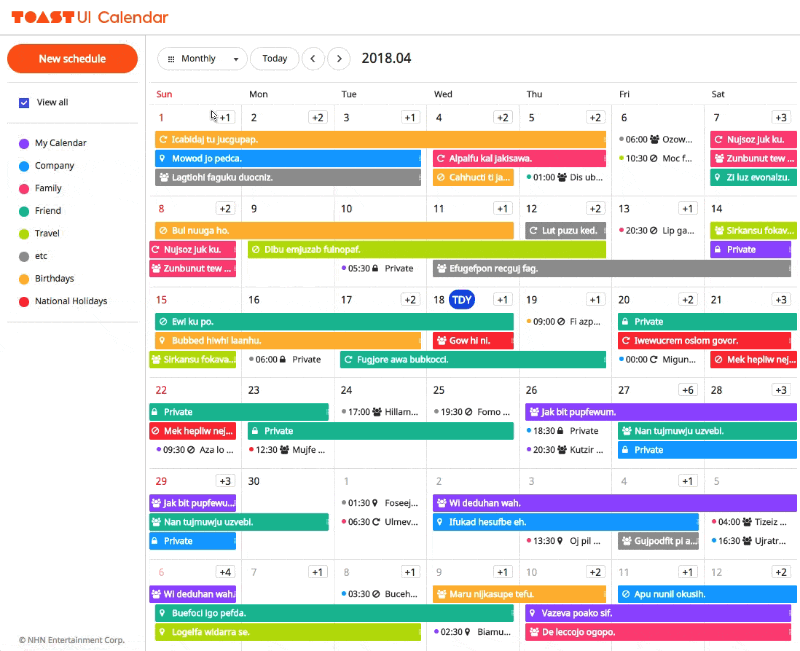 TOAST UI Calendar
New schedule
Monthly
Today
2018.04
View all
My Calendar
Company
Family
Friend
Travel
etc
Birthdays
National Holidays
Sun Mon Tue Wed Thu Fri Sat
1 +1 2 +2 3 +1 4 +2 5 +2 6 7 +3
Icabidaj tu jucgupap. 06:00 Ozow... Nujsoz juk ku.
Mowod jo pedca. Alpafu kal jakisawa. 10:30 Moc f... Zunbunut tew ...
Lagtiohi faguku duocniz. Cahhucti ti ja... 01:00 Dis ub... Zi luz evonaizu.
8 +2 9 10 11 +1 12 +2 13 +1 14
Bui nuuga ho. Lut puzu ked. 20:30 Lip ga... Sirkansu fokav...
Nujsoz juk ku. Dibu emjuzab fulnopaf. Private
Zunbunut tew ... 05:30 Private Efugefpon recguj fag.
15 16 17 +2 18 TDY +1 19 +1 20 +2 21 +3
Ewi ku po. 09:00 Fi azp... Private
Bubbed hiwhi laanhu. Gow hi ni. Iwewucrem oslom govor.
Sirkansu fokava... 06:00 Private Fugjore awa bubkocci. 00:00 Migun... Mek hepliw nej...
22 23 24 25 26 27 +6 28 +3
Private 17:00 Hillam... 19:30 Fomo ... Jak bit pupfewum.
Mek hepliw nej... Private 18:30 Private Nan tujmuwju uzvebi.
09:30 Aza lo ... 12:30 Mujfe ... 20:30 Kutzir ... Private
29 +3 30 1 2 3 4 +1 5
Jak bit pupfewu... 01:30 Foseej... Wi deduhan wah.
Nan tujmuwju uzvebi. 06:30 Ulmev... Ifukad hesufbe eh. 04:00 Tizeiz ...
Private 13:30 Oj pil ... Gujpodfit pi a... 16:30 Ujratr...
6 +4 7 +1 8 +1 9 +1 10 +2 11 +1 12 +2
Wi deduhan wah. 03:30 Buceh... Maru nijkasupe tefu. Apu nunil okusih.
Buefoci igo pefda. Vazeva poako sif.
Logelfa widarra se. 02:30 Biamu... De leccojo ogopo.
© NHN Entertainment Corp.